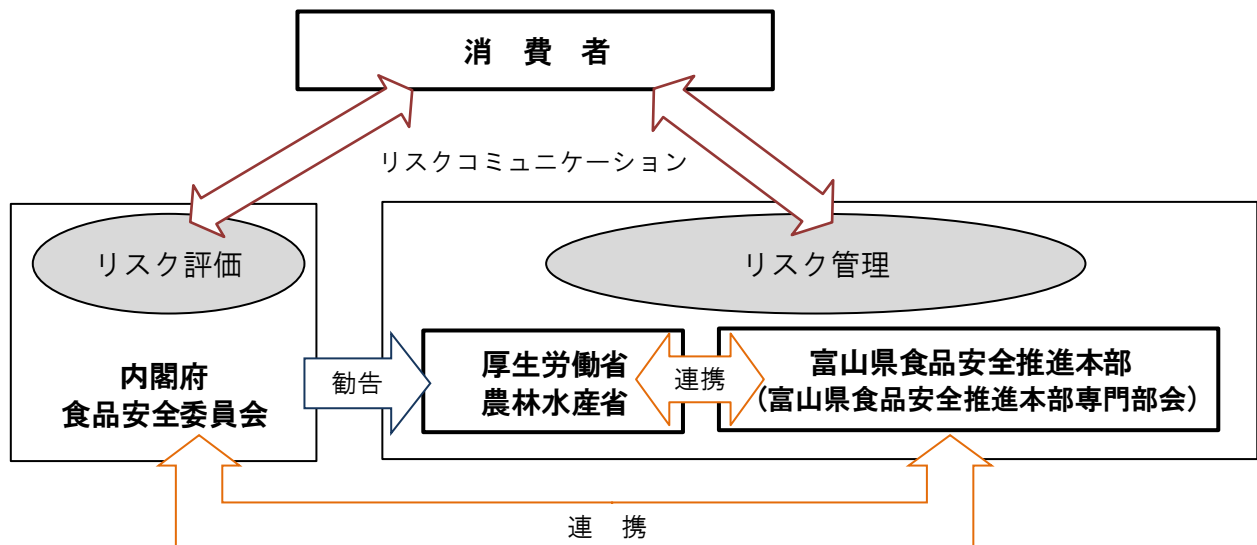 消 費 者
リスクコミュニケーション
リスク評価
リスク管理
内閣府
食品安全委員会
勧告
厚生労働省
農林水産省
連携
富山県食品安全推進本部
（富山県食品安全推進本部専門部会）
連 携